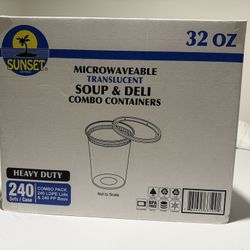 SUNSET
32 OZ
MICROWAVEABLE
TRANSLUCENT
SOUP & DELI
COMBO CONTAINERS
Not to Scale
HEAVY DUTY
240
Sets / Case
COMBO PACK
240 LDPE Lids
& 240 PP Bases